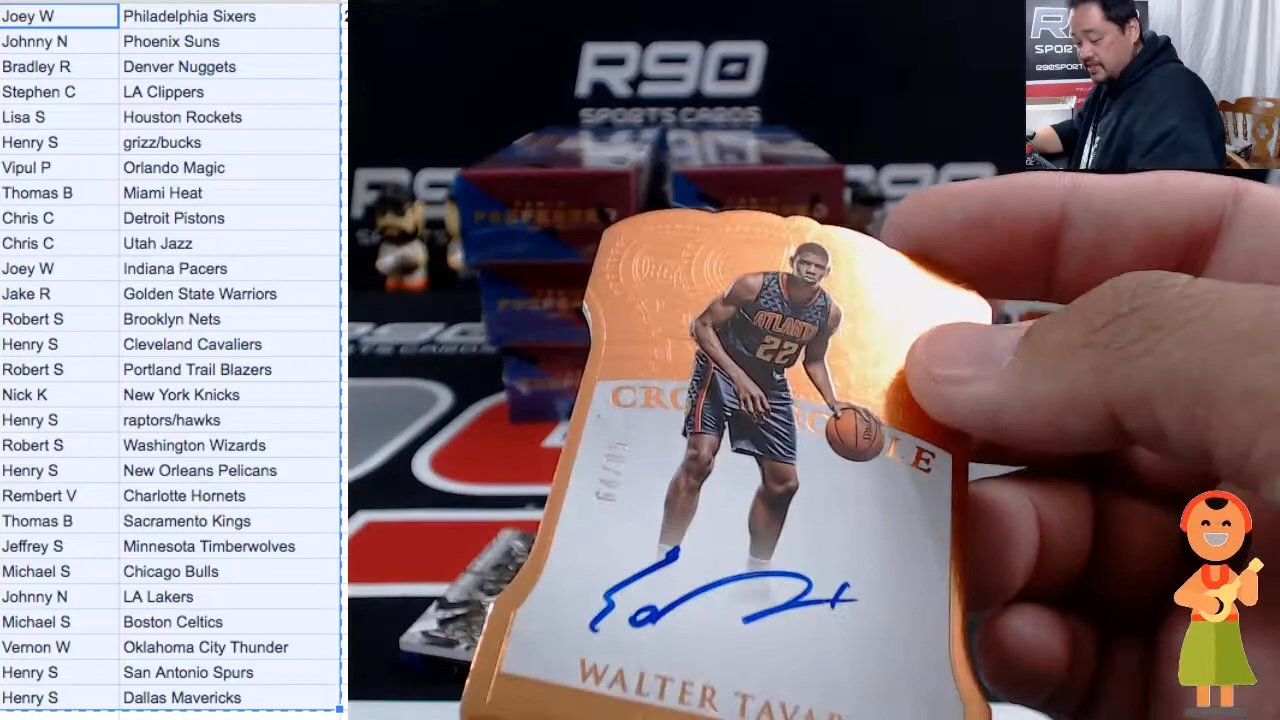 Joey W Philadelphia Sixers
Johnny N Phoenix Suns
Bradley R Denver Nuggets
Stephen C LA Clippers
Lisa S Houston Rockets
Henry S grizz/bucks
Vipul P Orlando Magic
Thomas B Miami Heat
Chris C Detroit Pistons
Chris C Utah Jazz
Joey W Indiana Pacers
Jake R Golden State Warriors
Robert S Brooklyn Nets
Henry S Cleveland Cavaliers
Robert S Portland Trail Blazers
Nick K New York Knicks
Henry S raptors/hawks
Robert S Washington Wizards
Henry S New Orleans Pelicans
Rembert V Charlotte Hornets
Thomas B Sacramento Kings
Jeffrey S Minnesota Timberwolves
Michael S Chicago Bulls
Johnny N LA Lakers
Michael S Boston Celtics
Vernon W Oklahoma City Thunder
Henry S San Antonio Spurs
Henry S Dallas Mavericks
R90
SPORTS CARDS
PREFERRED
ATLANTA
22
WALTER TAVAR